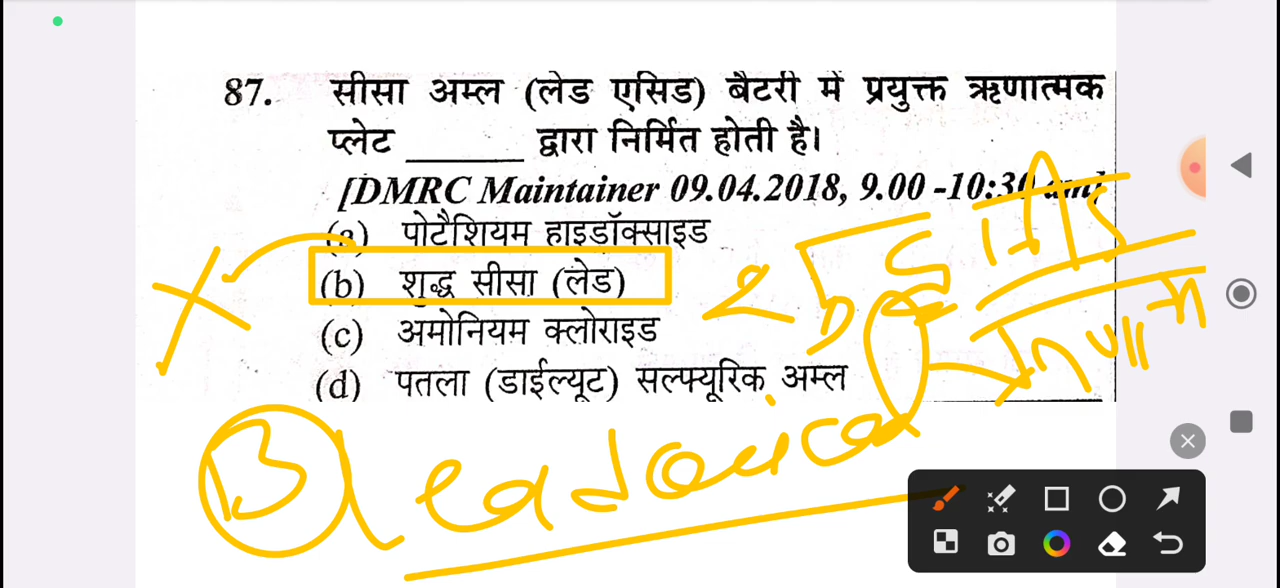 87. सीसा अम्ल (लेड एसिड) बैटरी में प्रयुक्त ऋणात्मक
प्लेट ______ द्वारा निर्मित होती है।
[DMRC Maintainer 09.04.2018, 9.00 -10:30 am]
(a) पोटैशियम हाइडॉक्साइड
(b) शुद्ध सीसा (लेड)
(c) अमोनियम क्लोराइड
(d) पतला (डाईल्यूट) सल्फ्यूरिक अम्ल
B